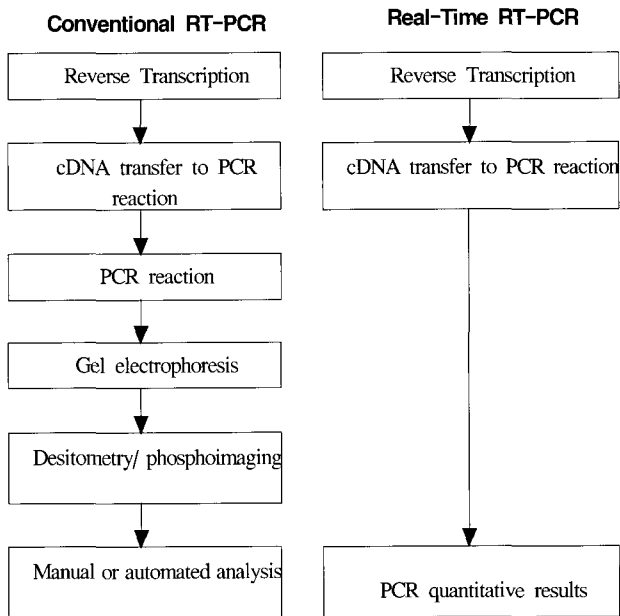 Conventional RT-PCR
Reverse Transcription
cDNA transfer to PCR
reaction
PCR reaction
Gel electrophoresis
Desitometry/ phosphoimaging
Manual or automated analysis
Real-Time RT-PCR
Reverse Transcription
cDNA transfer to PCR reaction
PCR quantitative results